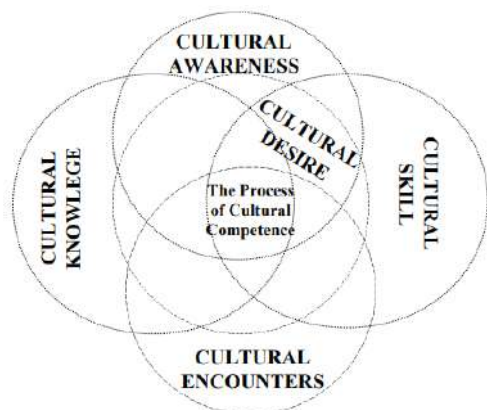 CULTURAL
AWARENESS
CULTURAL
DESIRE
CULTURAL
KNOWLEGE
The Process
of Cultural
Competence
CULTURAL
SKILL
CULTURAL
ENCOUNTERS